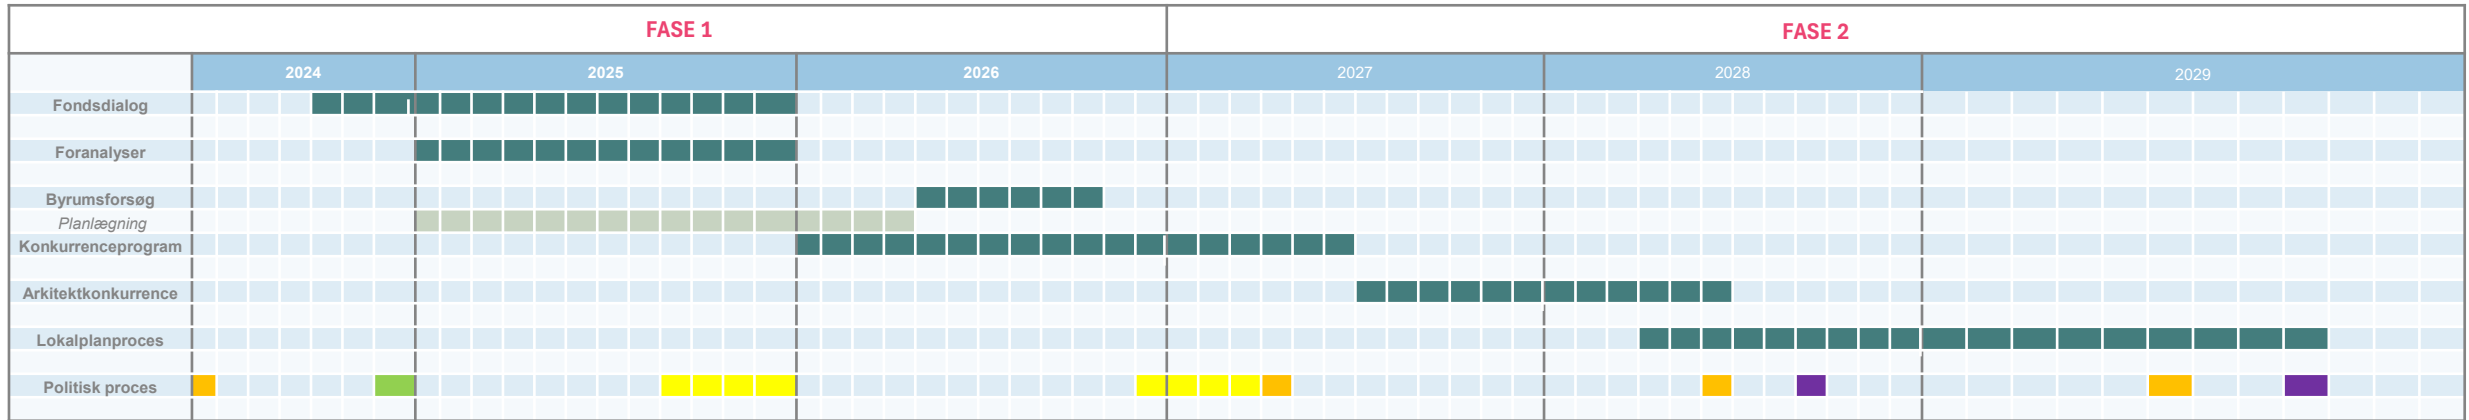 FASE 1
FASE 2
2024
2025
2026
2027
2028
2029
Fondsdialog
Foranalyser
Byrumsforsøg
Planlægning
Konkurrenceprogram
Arkitektkonkurrence
Lokalplanproces
Politisk proces